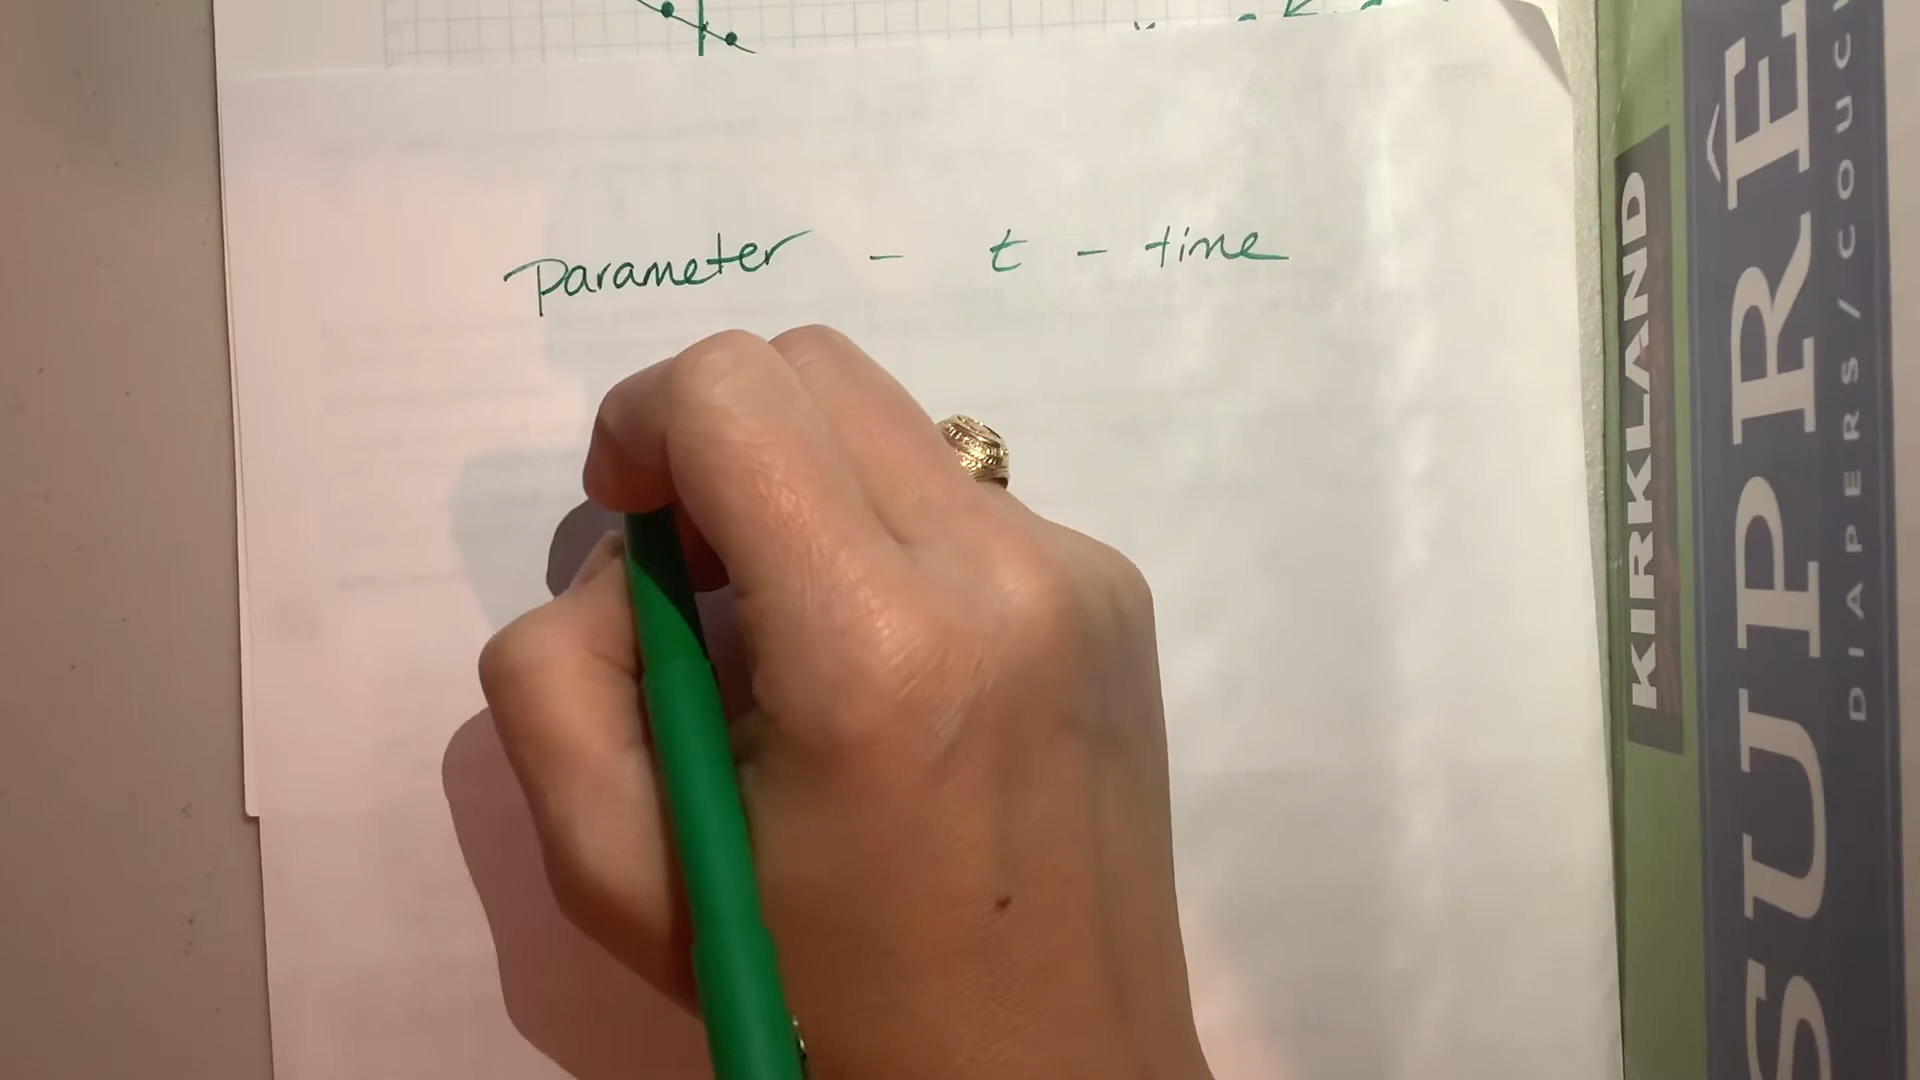 Parameter - t - time
KIRKLAND
SUPRÊ
DIAPERS/COUC